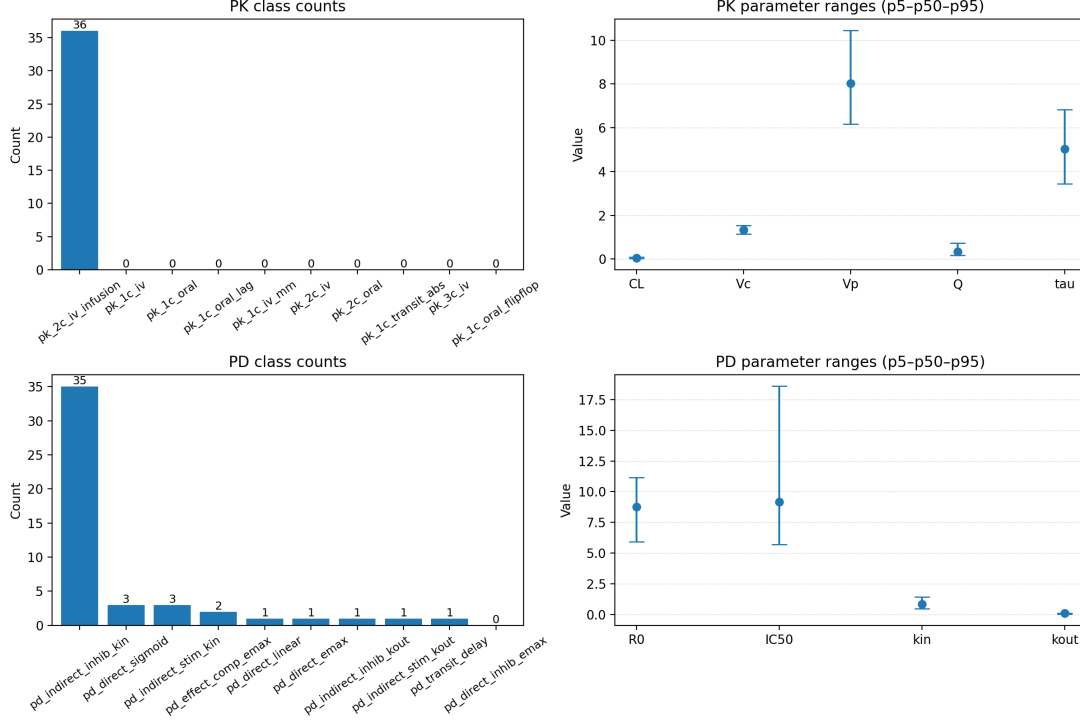 PK class counts
Count
35
30
25
20
15
10
5
0
36
0
0
0
0
0
0
0
0
0
pk_2c_iv_infusion
pk_1c_iv
pk_1c_oral
pk_1c_oral_lag
pk_1c_iv_mm
pk_2c_iv
pk_2c_oral
pk_1c_transit_abs
pk_3c_iv
pk_1c_oral_flipflop
PK parameter ranges (p5–p50–p95)
Value
10
8
6
4
2
0
CL
Vc
Vp
Q
tau
PD class counts
Count
35
30
25
20
15
10
5
0
35
3
3
2
1
1
1
1
1
0
pd_indirect_inhib_kin
pd_direct_sigmoid
pd_indirect_stim_kin
pd_effect_comp_emax
pd_direct_linear
pd_direct_emax
pd_indirect_inhib_kout
pd_indirect_stim_kout
pd_transit_delay
pd_direct_inhib_emax
PD parameter ranges (p5–p50–p95)
Value
17.5
15.0
12.5
10.0
7.5
5.0
2.5
0.0
R0
IC50
kin
kout